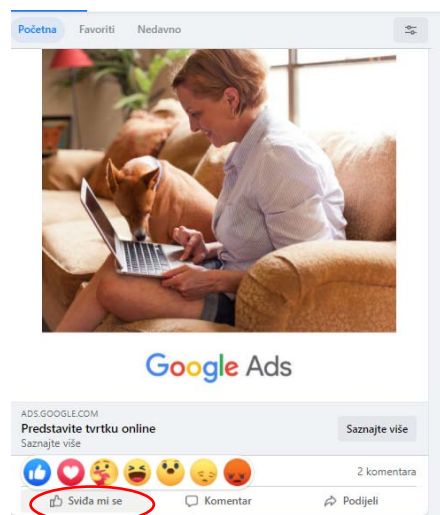 Početna Favoriti Nedavno
Google Ads
ADS.GOOGLE.COM
Predstavite tvrtku online
Saznajte više
Saznajte više
2 komentara
Sviđa mi se Komentar Podijeli